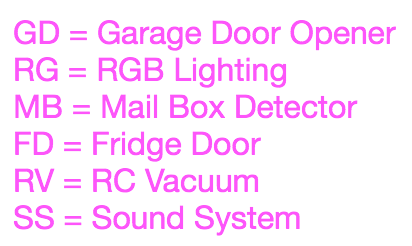 GD = Garage Door Opener
RG = RGB Lighting
MB = Mail Box Detector
FD = Fridge Door
RV = RC Vacuum
SS = Sound System